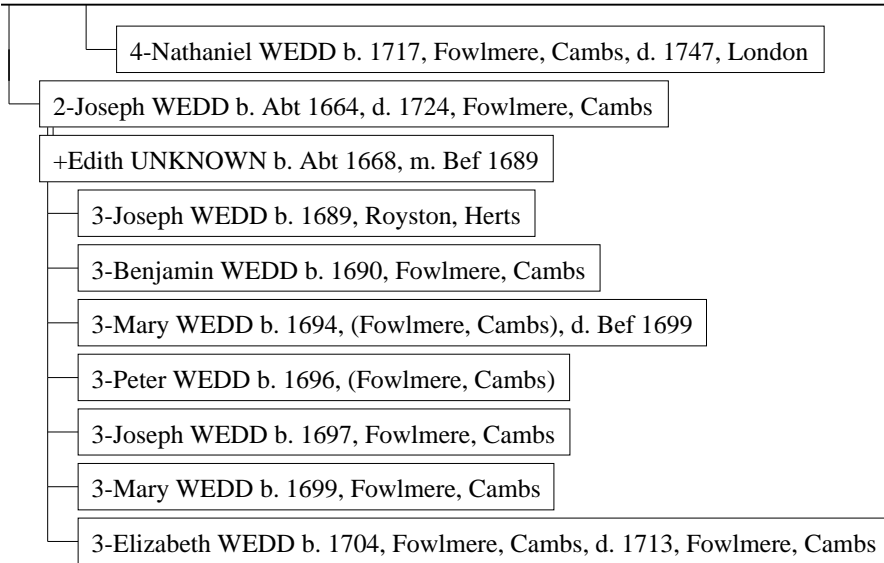 4-Nathaniel WEDD b. 1717, Fowlmere, Cambs, d. 1747, London
2-Joseph WEDD b. Abt 1664, d. 1724, Fowlmere, Cambs
+Edith UNKNOWN b. Abt 1668, m. Bef 1689
3-Joseph WEDD b. 1689, Royston, Herts
3-Benjamin WEDD b. 1690, Fowlmere, Cambs
3-Mary WEDD b. 1694, (Fowlmere, Cambs), d. Bef 1699
3-Peter WEDD b. 1696, (Fowlmere, Cambs)
3-Joseph WEDD b. 1697, Fowlmere, Cambs
3-Mary WEDD b. 1699, Fowlmere, Cambs
3-Elizabeth WEDD b. 1704, Fowlmere, Cambs, d. 1713, Fowlmere, Cambs